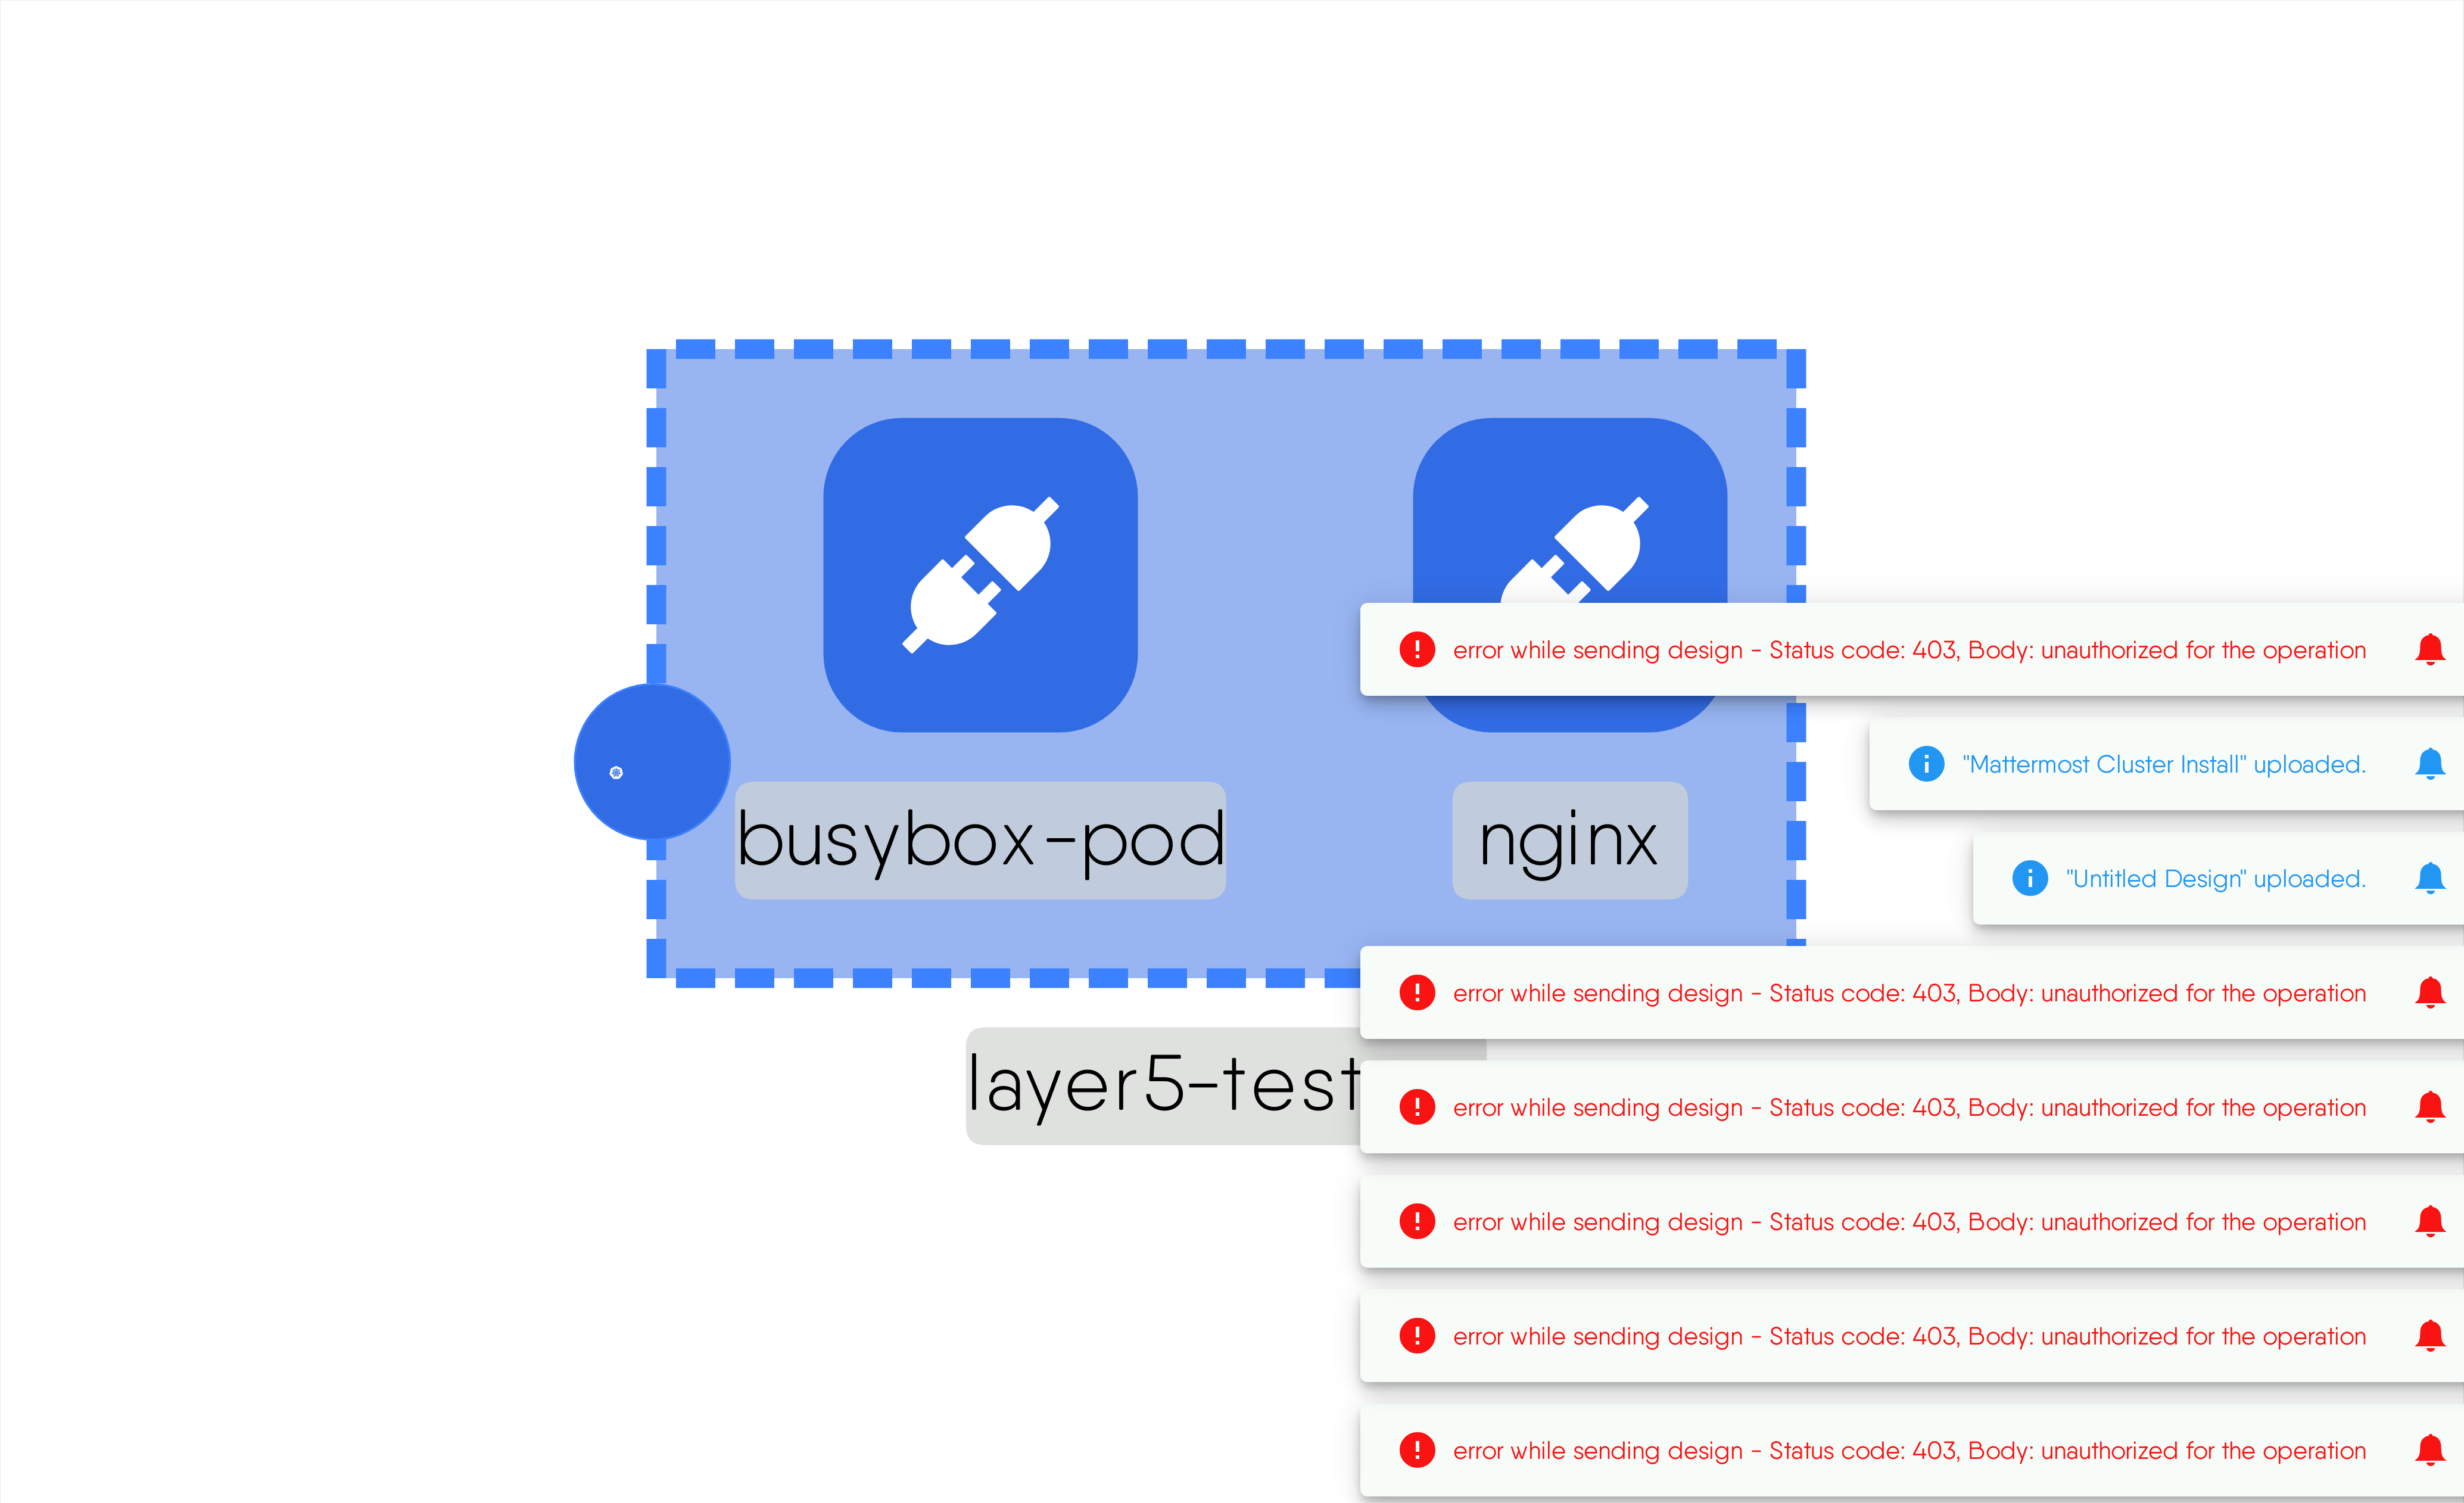 error while sending design - Status code: 403, Body: unauthorized for the operation
"Mattermost Cluster Install" uploaded.
busybox-pod
nginx
"Untitled Design" uploaded.
error while sending design - Status code: 403, Body: unauthorized for the operation
layer5-test
error while sending design - Status code: 403, Body: unauthorized for the operation
error while sending design - Status code: 403, Body: unauthorized for the operation
error while sending design - Status code: 403, Body: unauthorized for the operation
error while sending design - Status code: 403, Body: unauthorized for the operation